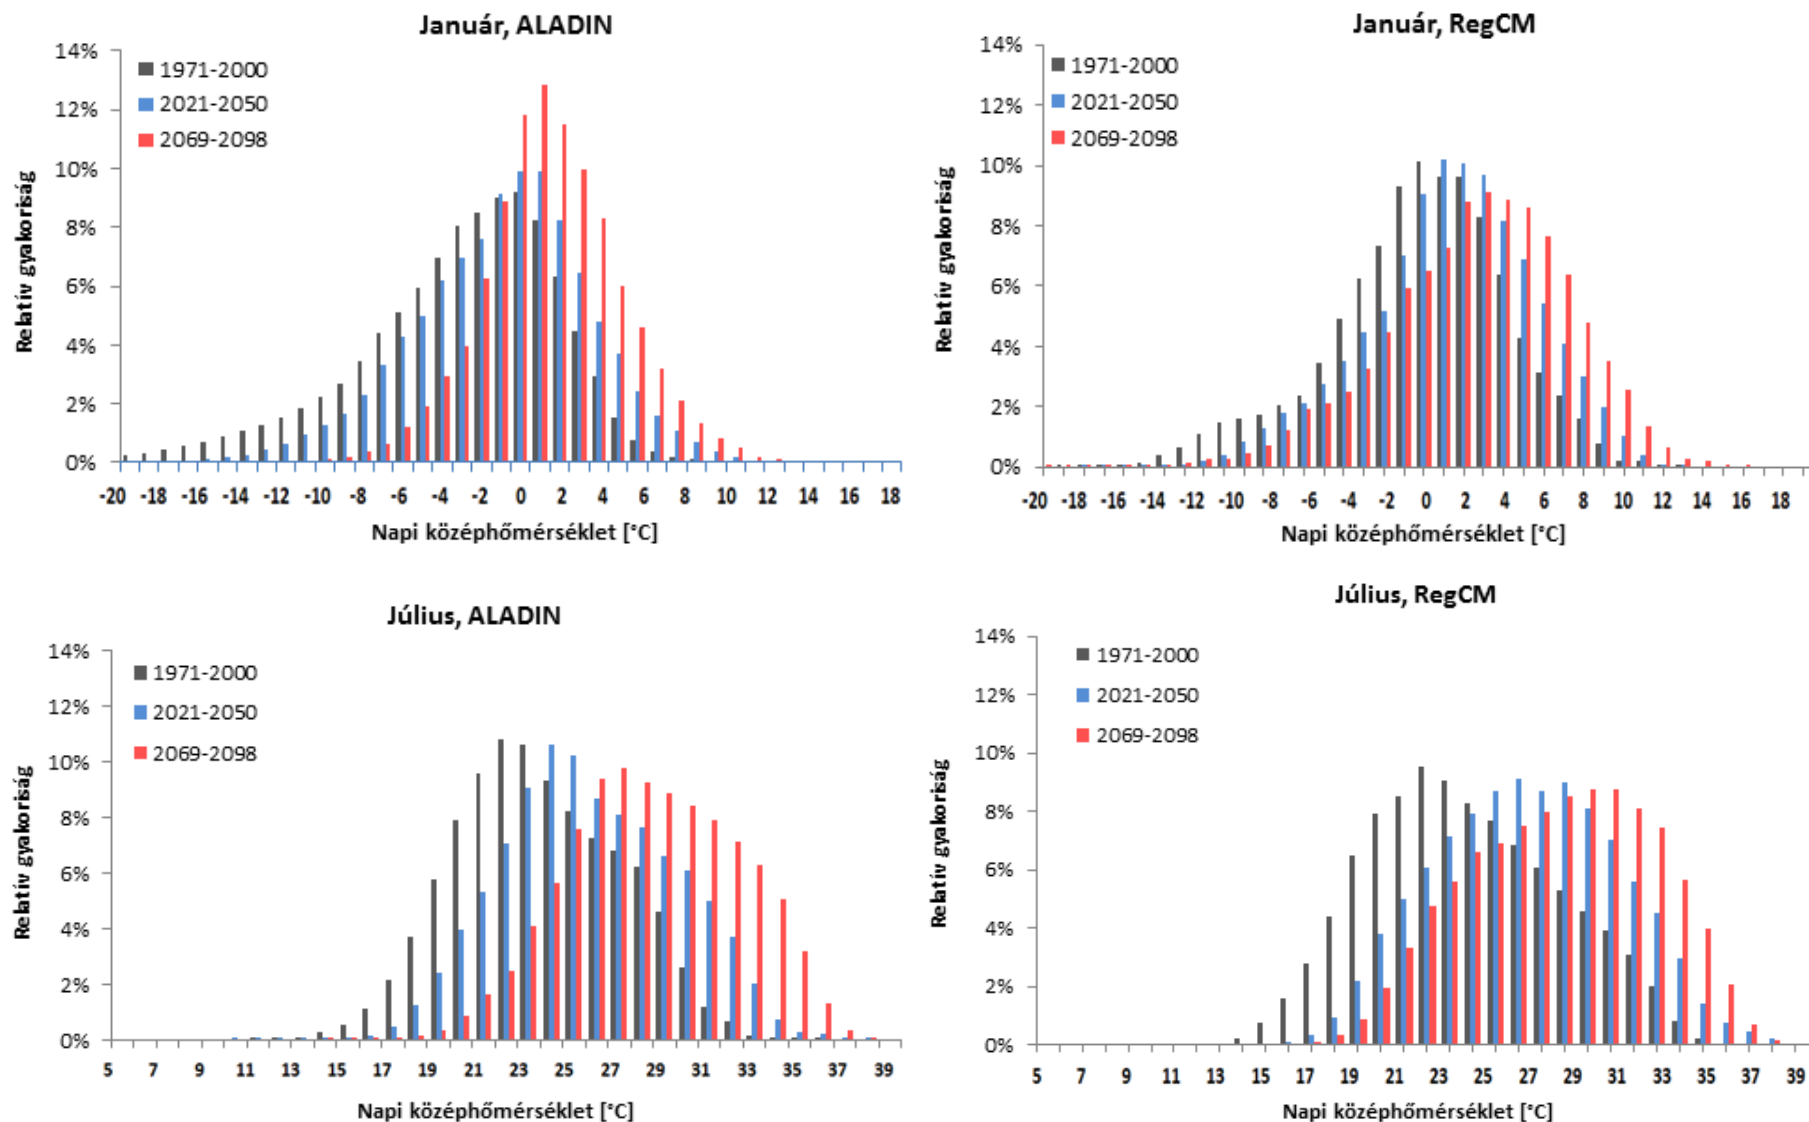 Január, ALADIN
14%
12%
10%
8%
6%
4%
2%
0%
Relatív gyakoriság
1971-2000
2021-2050
2069-2098
-20 -18 -16 -14 -12 -10 -8 -6 -4 -2 0 2 4 6 8 10 12 14 16 18
Napi középhőmérséklet [°C]
Január, RegCM
14%
12%
10%
8%
6%
4%
2%
0%
Relatív gyakoriság
1971-2000
2021-2050
2069-2098
-20 -18 -16 -14 -12 -10 -8 -6 -4 -2 0 2 4 6 8 10 12 14 16 18
Napi középhőmérséklet [°C]
Július, ALADIN
14%
12%
10%
8%
6%
4%
2%
0%
Relatív gyakoriság
1971-2000
2021-2050
2069-2098
5 7 9 11 13 15 17 19 21 23 25 27 29 31 33 35 37 39
Napi középhőmérséklet [°C]
Július, RegCM
14%
12%
10%
8%
6%
4%
2%
0%
Relatív gyakoriság
1971-2000
2021-2050
2069-2098
5 7 9 11 13 15 17 19 21 23 25 27 29 31 33 35 37 39
Napi középhőmérséklet [°C]